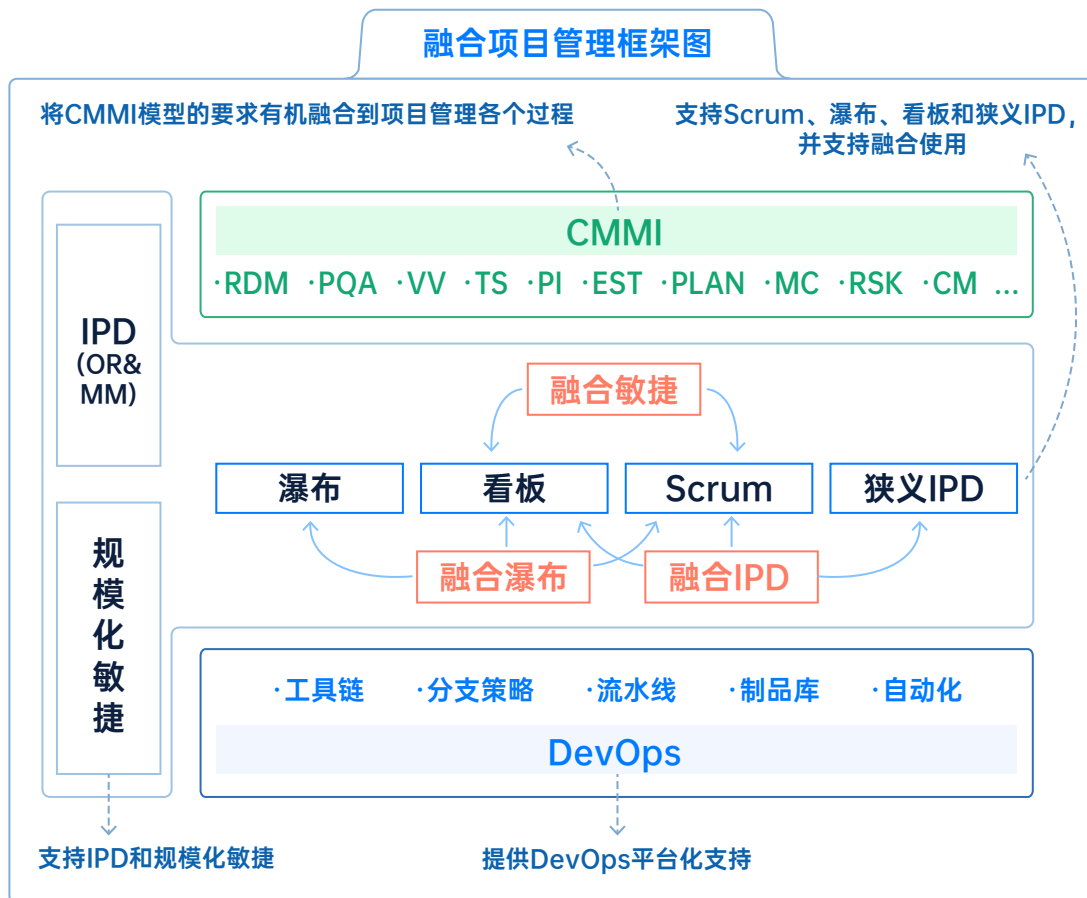 融合项目管理框架图
将CMMI模型的要求有机融合到项目管理各个过程
支持Scrum、瀑布、看板和狭义IPD，
并支持融合使用
CMMI
·RDM ·PQA ·VV ·TS ·PI ·EST ·PLAN ·MC ·RSK ·CM ...
IPD
(OR&
MM)
融合敏捷
瀑布
看板
Scrum
狭义IPD
融合瀑布
融合IPD
规
模
化
敏
捷
·工具链 ·分支策略 ·流水线 ·制品库 ·自动化
DevOps
支持IPD和规模化敏捷
提供DevOps平台化支持